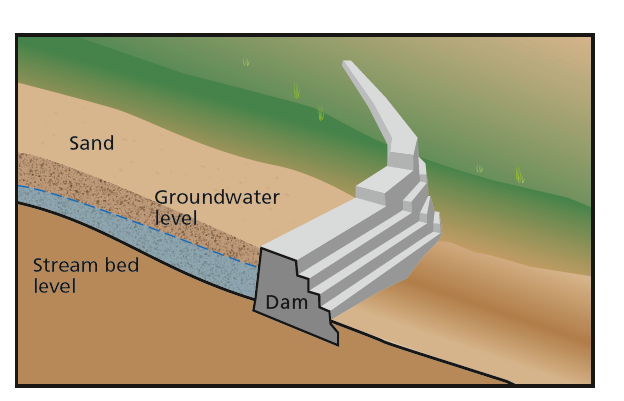 Sand
Groundwater
level
Stream bed
level
Dam